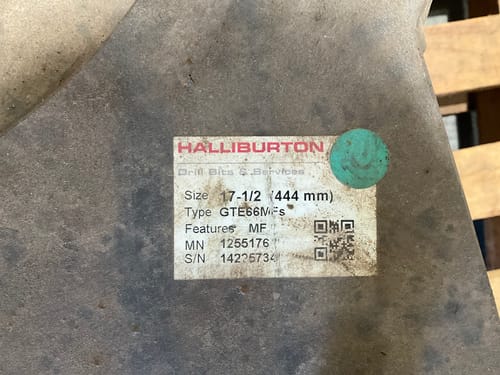 HALLIBURTON
Drill Bits & Services
Size 17-1/2 (444 mm)
Type GTE66MFs
Features MF
MN 1255176
S/N 14225734